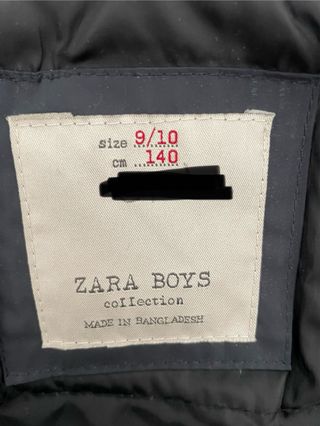 size 9/10
cm 140
ZARA BOYS
collection
MADE IN BANGLADESH